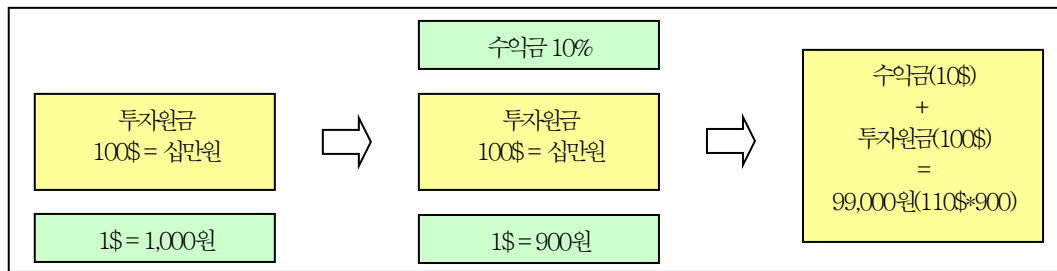 투자원금
100$ = 십만원
1$ = 1,000원
수익금 10%
투자원금
100$ = 십만원
1$ = 900원
수익금(10$)
+
투자원금(100$)
=
99,000원(110$*900)